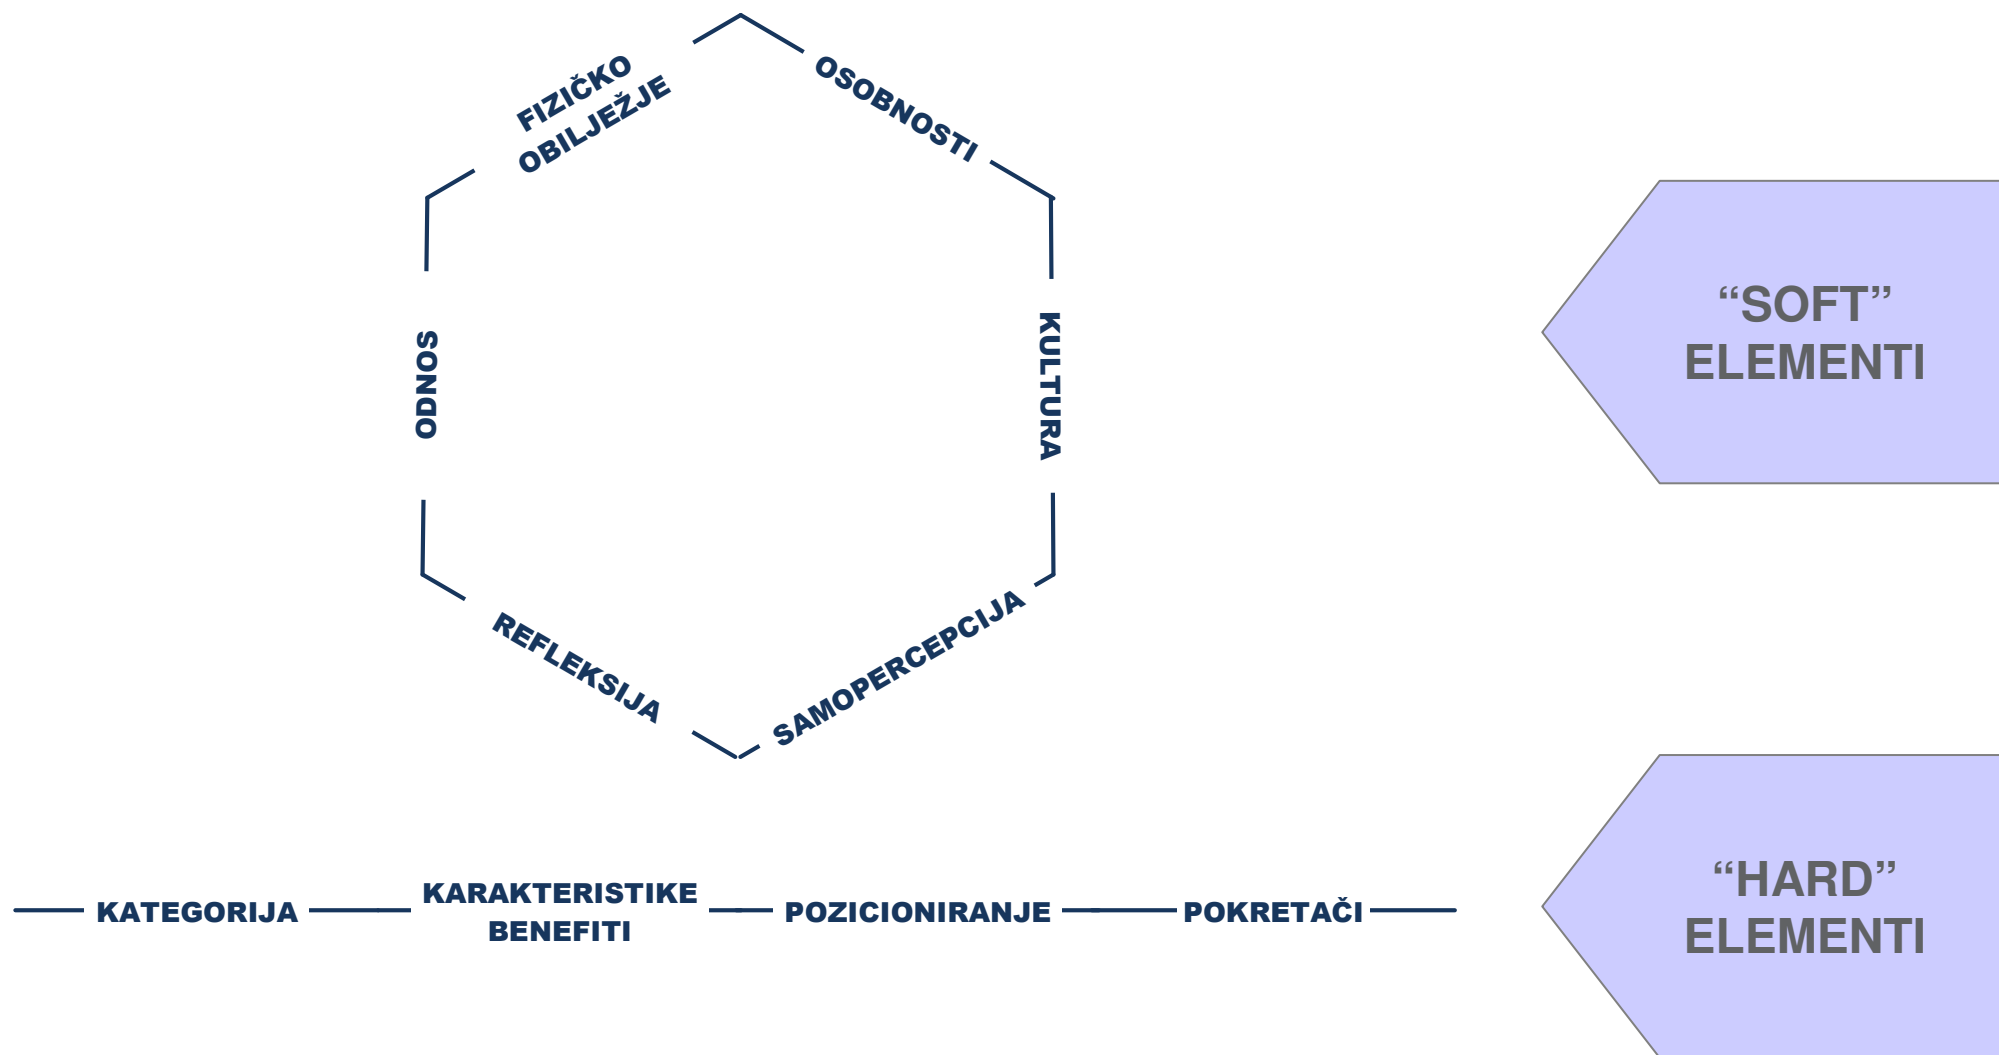 FIZIČKO
OBILJEŽJE
OSOBNOSTI
ODNOS
KULTURA
REFLEKSIJA
SAMOPERCEPCIJA
“SOFT”
ELEMENTI
KATEGORIJA
KARAKTERISTIKE
BENEFITI
POZICIONIRANJE
POKRETAČI
“HARD”
ELEMENTI